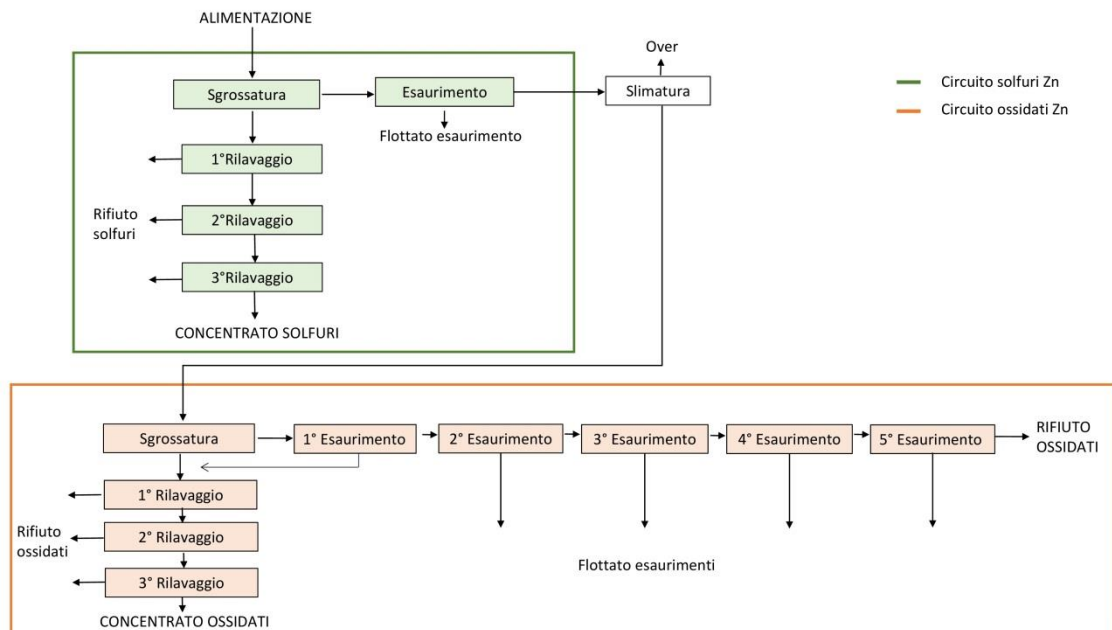 ALIMENTAZIONE
Over
Sgrossatura
Esaurimento
Slimatura
Circuito solfuri Zn
Circuito ossidati Zn
Flottato esaurimento
1°Rilavaggio
Rifiuto
solfuri
2°Rilavaggio
3°Rilavaggio
CONCENTRATO SOLFURI
Sgrossatura
1° Esaurimento
2° Esaurimento
3° Esaurimento
4° Esaurimento
5° Esaurimento
RIFIUTO
OSSIDATI
1° Rilavaggio
Rifiuto
ossidati
2° Rilavaggio
Flottato esaurimenti
3° Rilavaggio
CONCENTRATO OSSIDATI